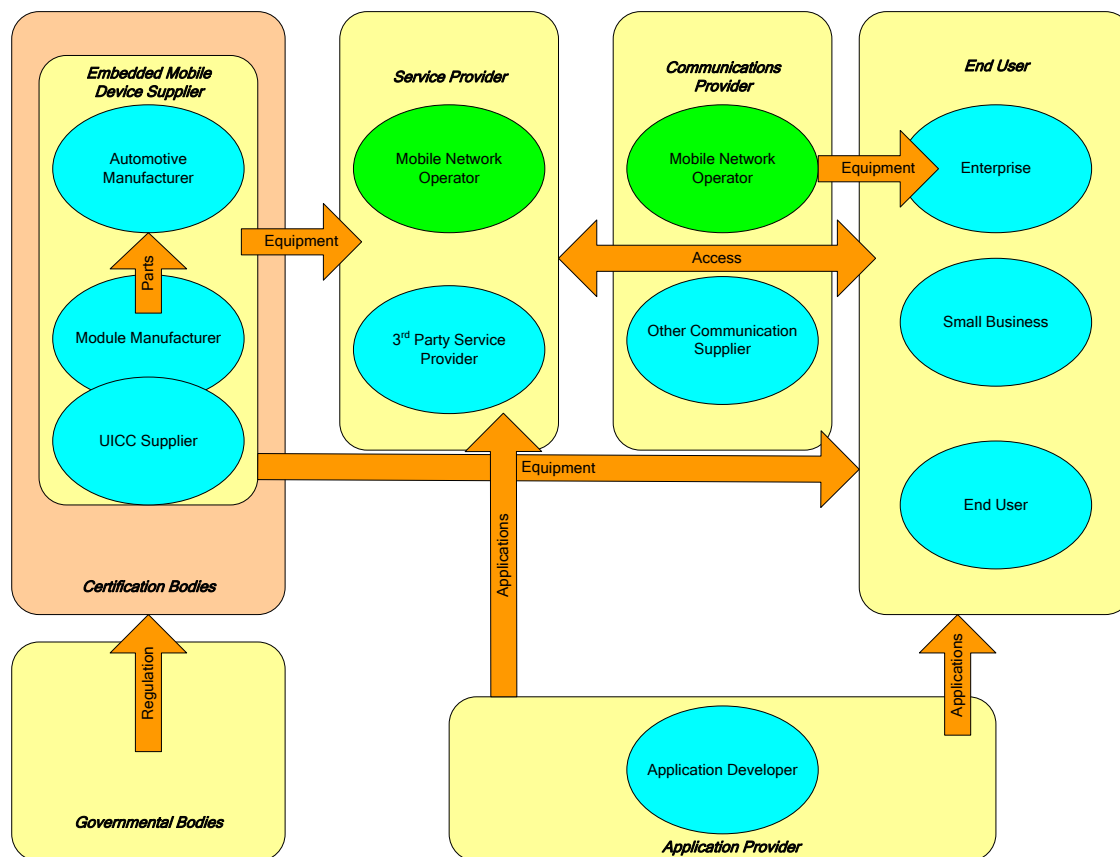 Embedded Mobile
Device Supplier
Automotive
Manufacturer
Parts
Module Manufacturer
UICC Supplier
Certification Bodies
Regulation
Governmental Bodies
Equipment
Service Provider
Mobile Network
Operator
3rd Party Service
Provider
Communications
Provider
Mobile Network
Operator
Equipment
Access
Other Communication
Supplier
Equipment
End User
Enterprise
Small Business
End User
Applications
Applications
Application Developer
Application Provider